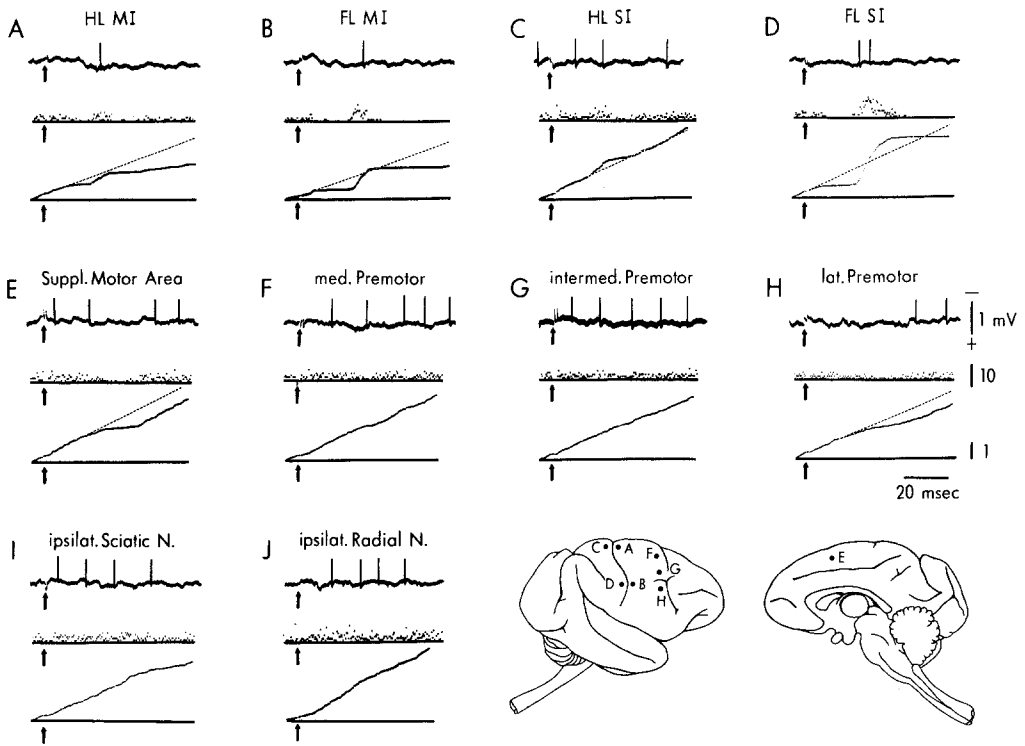 A HL MI
B FL MI
C HL SI
D FL SI
E Suppl. Motor Area
F med. Premotor
G intermed. Premotor
H lat. Premotor
−
1 mV
+
10
1
20 msec
I ipsilat. Sciatic N.
J ipsilat. Radial N.
C A F
G
D B
H
E